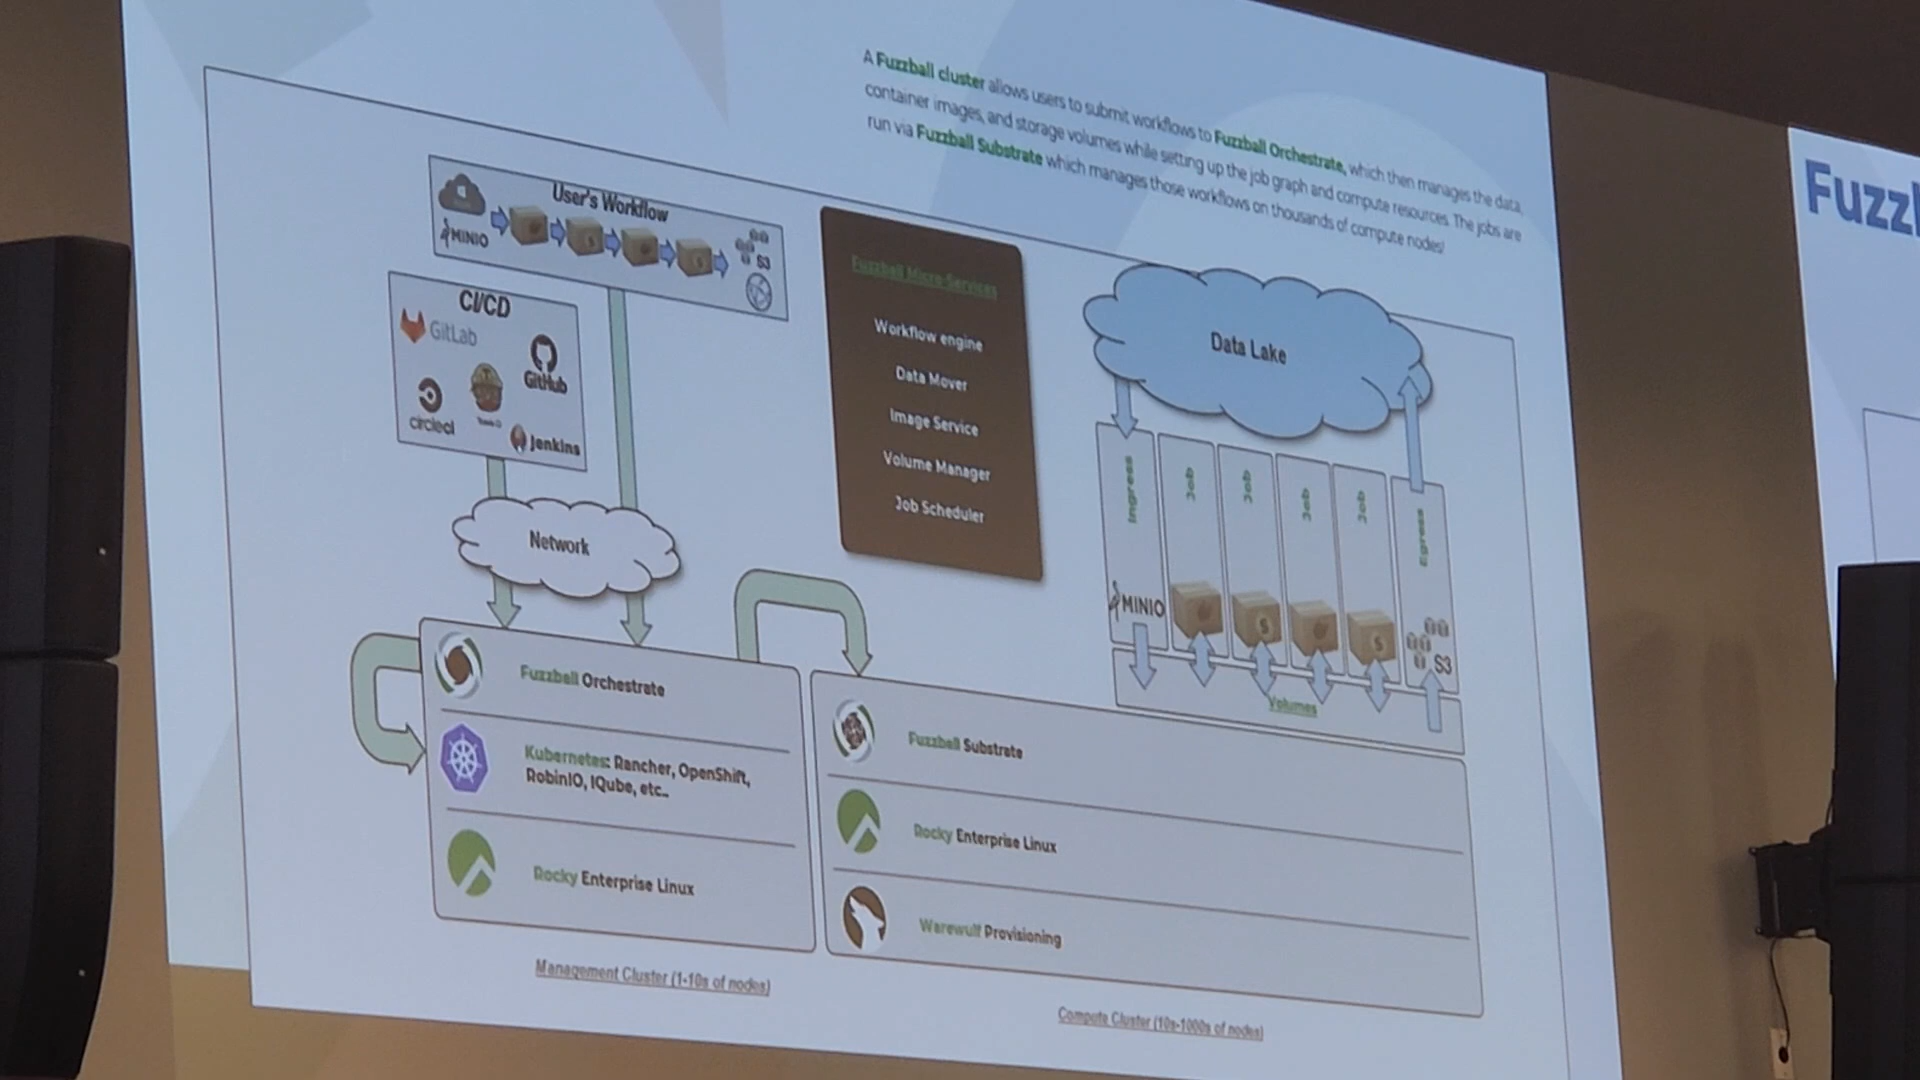 A Fuzzball cluster allows users to submit workflows to Fuzzball Orchestrate, which then manages the data,
container images, and storage volumes while setting up the job graph and compute resources. The jobs are
run via Fuzzball Substrate which manages those workflows on thousands of compute nodes!
Fuzzl
User's Workflow
MINIO
S3
CI/CD
GitLab
GitHub
circleci
Jenkins
Network
Fuzzball Micro-Services
Workflow engine
Data Mover
Image Service
Volume Manager
Job Scheduler
Data Lake
Ingress
Job
Job
Job
Job
Egress
MINIO
$
$
S3
Volumes
Fuzzball Orchestrate
Kubernetes: Rancher, OpenShift,
RobinIO, IQube, etc..
Rocky Enterprise Linux
Management Cluster (1-10s of nodes)
Fuzzball Substrate
Rocky Enterprise Linux
Warewulf Provisioning
Compute Cluster (10s-1000s of nodes)